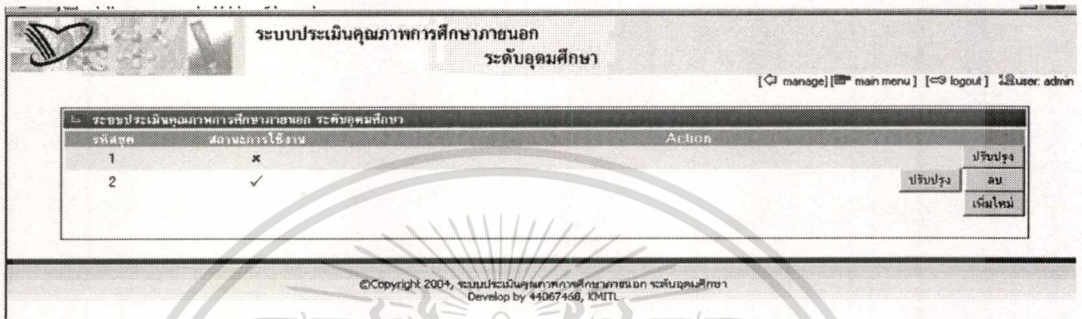 ระบบประเมินคุณภาพการศึกษาภายนอก
ระดับอุดมศึกษา
[ manage] [ main menu ] [ logout ] user: admin
ระบบประเมินคุณภาพการศึกษาภายนอก ระดับอุดมศึกษา
รหัสชุด สถานะการใช้งาน Action
1 × ปรับปรุง
2 ✓ ปรับปรุง ลบ
เพิ่มใหม่
©Copyright 2004, ระบบประเมินคุณภาพการศึกษาภายนอก ระดับอุดมศึกษา
Develop by 44067468, KMITL